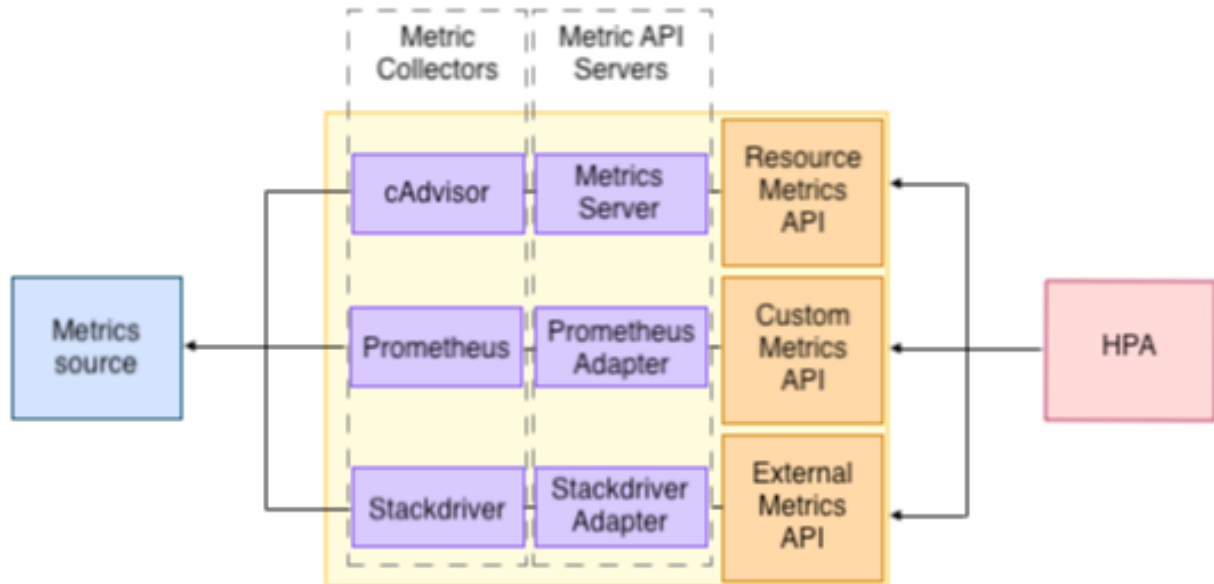 Metric
Collectors
Metric API
Servers
cAdvisor
Metrics
Server
Resource
Metrics
API
Metrics
source
Prometheus
Prometheus
Adapter
Custom
Metrics
API
HPA
Stackdriver
Stackdriver
Adapter
External
Metrics
API